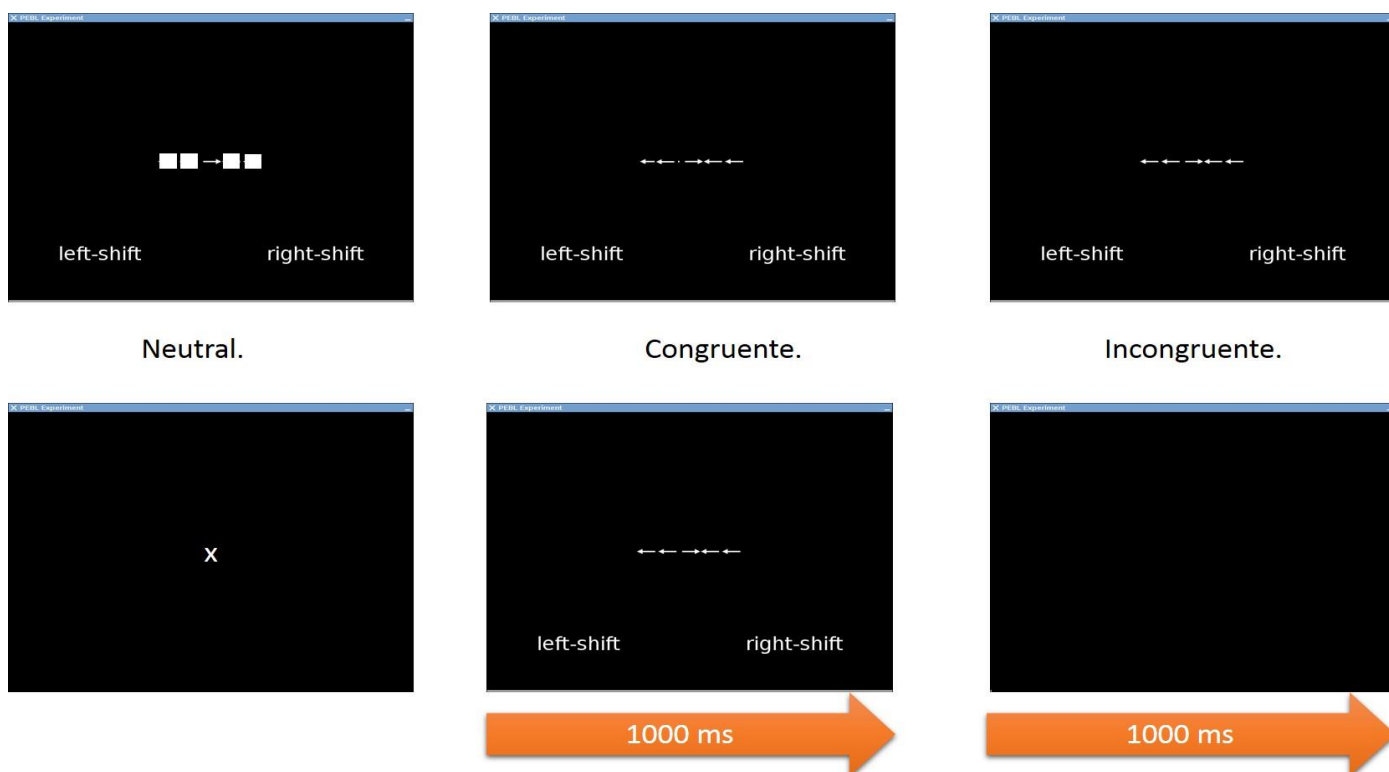 X PEBL Experiment
X PEBL Experiment
X PEBL Experiment
left-shift right-shift
left-shift right-shift
left-shift right-shift
Neutral.
Congruente.
Incongruente.
X PEBL Experiment
X PEBL Experiment
X PEBL Experiment
X
left-shift right-shift
1000 ms
1000 ms